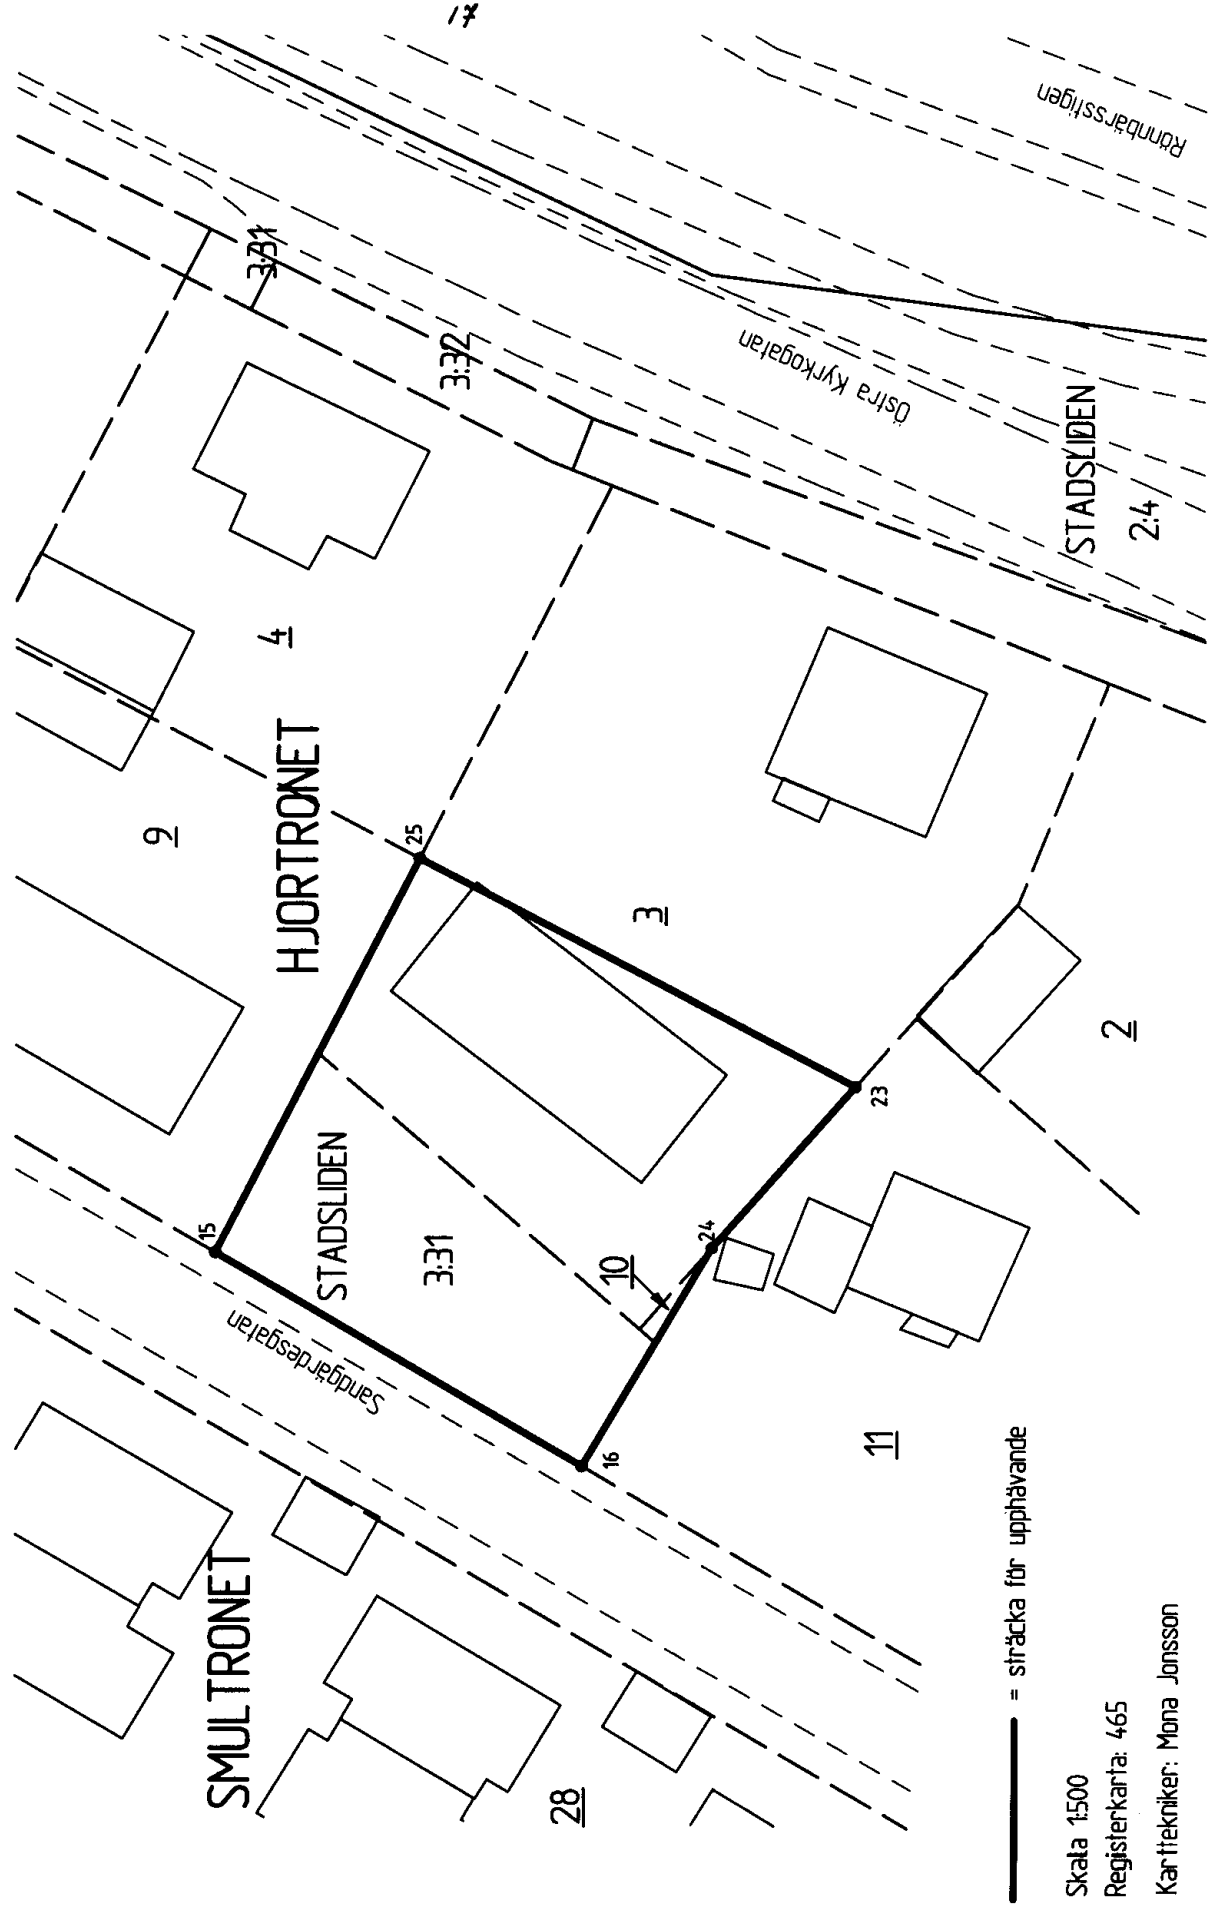 17
Rönnbärsstigen
3:31
3:32
Östra Kyrkogatan
STADSLIDEN
2:4
4
9
HJORTRONET
25
3
2
23
15
STADSLIDEN
3:31
10
24
Sandgärdesgatan
16
11
SMULTRONET
28
= sträcka för upphävande
Skala 1:500
Registerkarta: 465
Karttekniker: Mona Jonsson